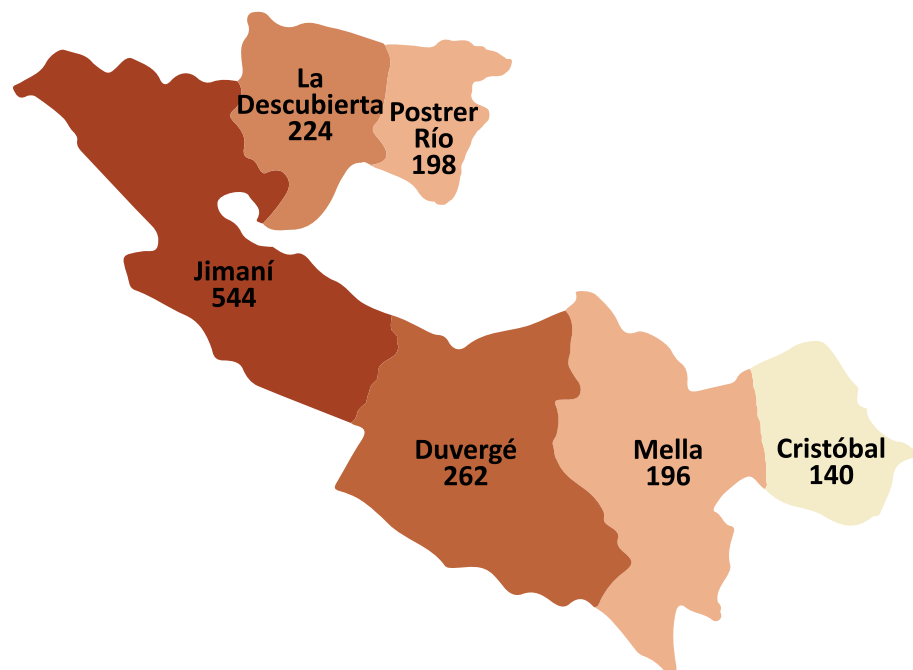 La
Descubierta
224
Postrer
Río
198
Jimaní
544
Duvergé
262
Mella
196
Cristóbal
140